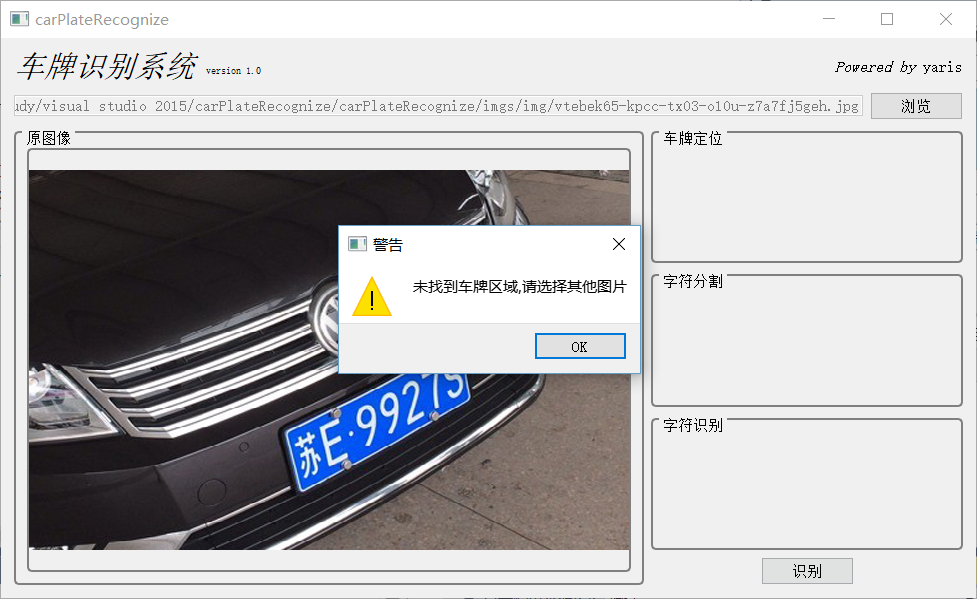 carPlateRecognize
车牌识别系统 version 1.0
Powered by yaris
udy/visual studio 2015/carPlateRecognize/carPlateRecognize/imgs/img/vtebek65-kpcc-tx03-o10u-z7a7fj5geh.jpg
浏览
原图像
苏E·9927S
警告
未找到车牌区域,请选择其他图片
OK
车牌定位
字符分割
字符识别
识别